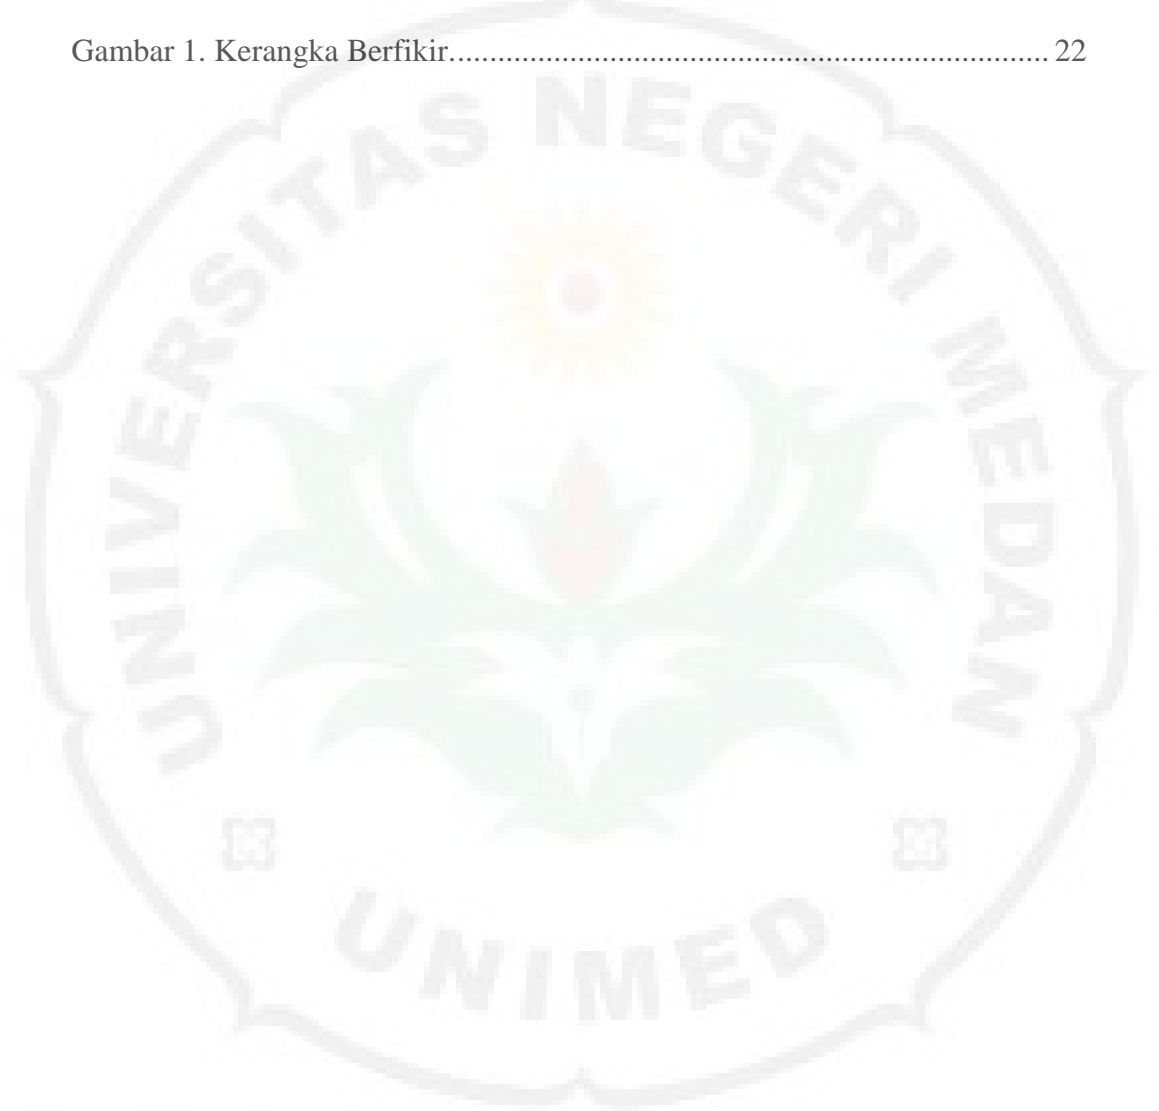 Gambar 1. Kerangka Berfikir........................................................................ 22
UNIVERSITAS NEGERI MEDAN
UNIMED